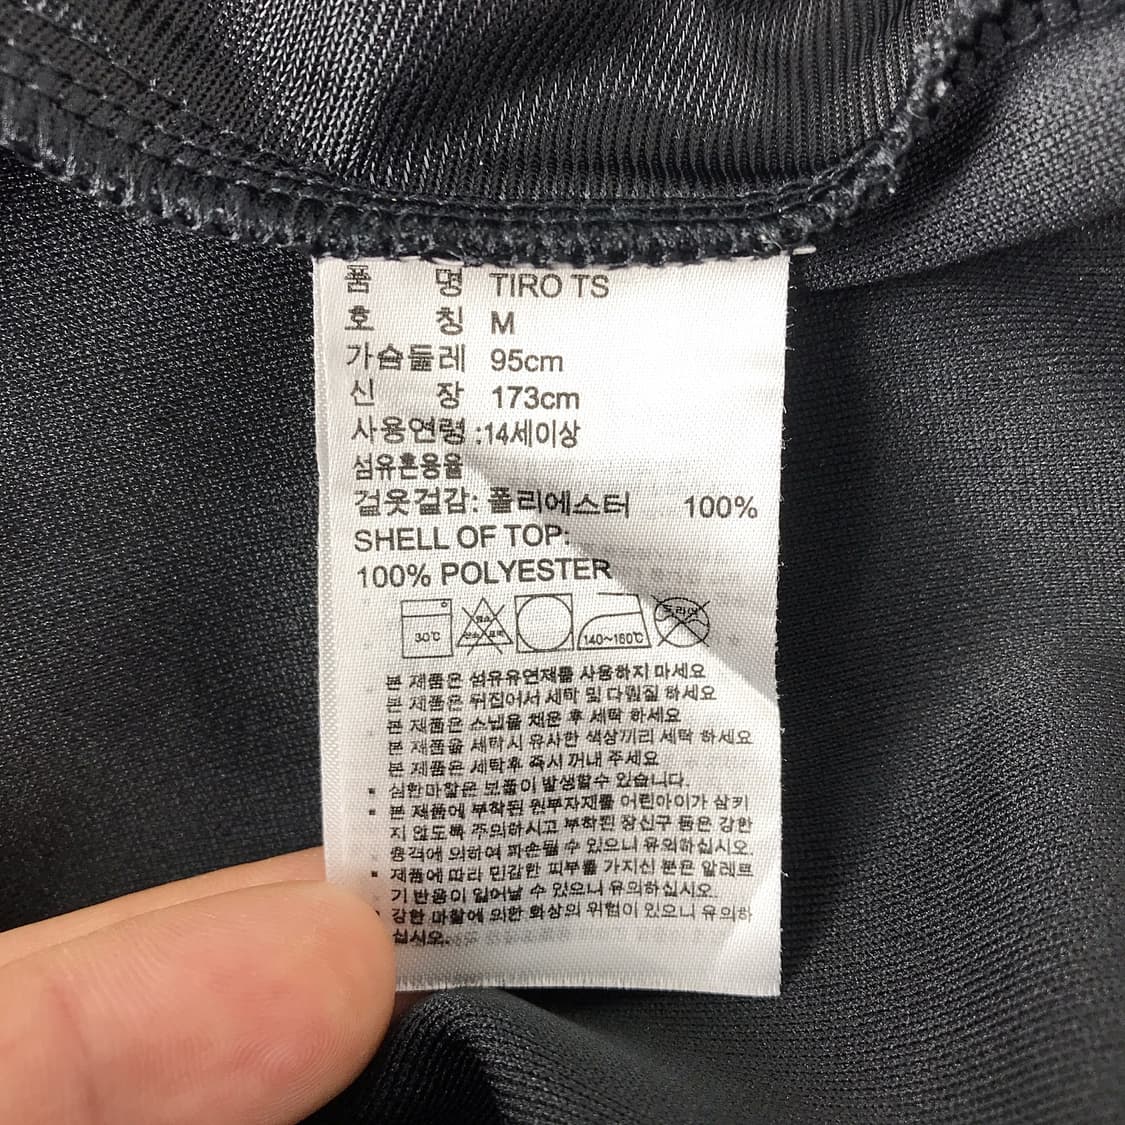 품 명 TIRO TS
호 칭 M
가슴둘레 95cm
신 장 173cm
사용연령 :14세이상
섬유혼용율
겉옷겉감: 폴리에스터 100%
SHELL OF TOP:
100% POLYESTER
30℃ 140~160℃ 드라이
본 제품은 섬유유연제를 사용하지 마세요
본 제품은 뒤집어서 세탁 및 다림질 하세요
본 제품은 스냅을 채운 후 세탁 하세요
본 제품을 세탁시 유사한 색상끼리 세탁 하세요
본 제품은 세탁후 즉시 꺼내 주세요
▪ 심한마찰은 보풀이 발생할수 있습니다.
▪ 본 제품에 부착된 원부자재를 어린아이가 삼키
지 않도록 주의하시고 부착된 장신구 등은 강한
충격에 의하여 파손될 수 있으니 유의하십시오.
▪ 제품에 따라 민감한 피부를 가지신 분은 알레르
기 반응이 일어날 수 있으니 유의하십시오.
▪ 강한 마찰에 의한 화상의 위험이 있으니 유의하
십시오.